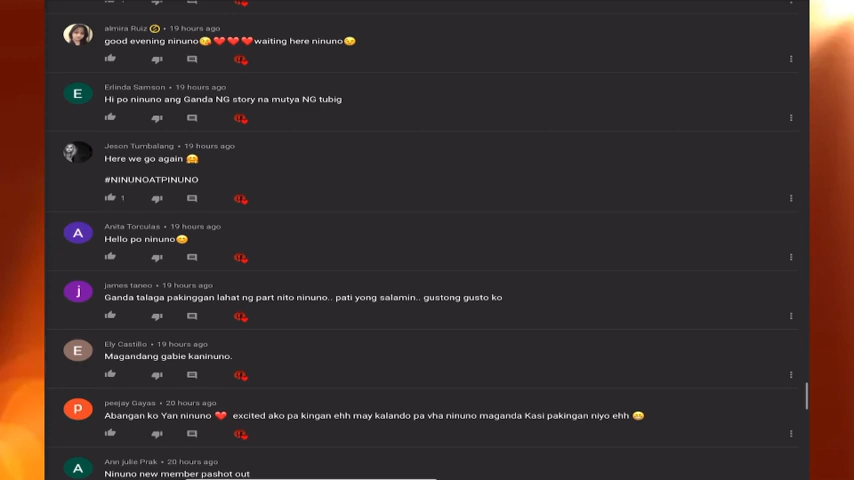 almira Ruiz • 19 hours ago
good evening ninuno😘❤❤❤waiting here ninuno😉
E
Erlinda Samson • 19 hours ago
Hi po ninuno ang Ganda NG story na mutya NG tubig
Jeson Tumbalang • 19 hours ago
Here we go again 🤗
#NINUNOATPINUNO
1
A
Anita Torculas • 19 hours ago
Hello po ninuno😊
j
james taneo • 19 hours ago
Ganda talaga pakinggan lahat ng part nito ninuno.. pati yong salamin.. gustong gusto ko
E
Ely Castillo • 19 hours ago
Magandang gabie kaninuno.
P
peejay Gayas • 20 hours ago
Abangan ko Yan ninuno ❤ excited ako pa kingan ehh may kalando pa vha ninuno maganda Kasi pakingan niyo ehh 😁
A
Ann julie Prak • 20 hours ago
Ninuno new member pashot out